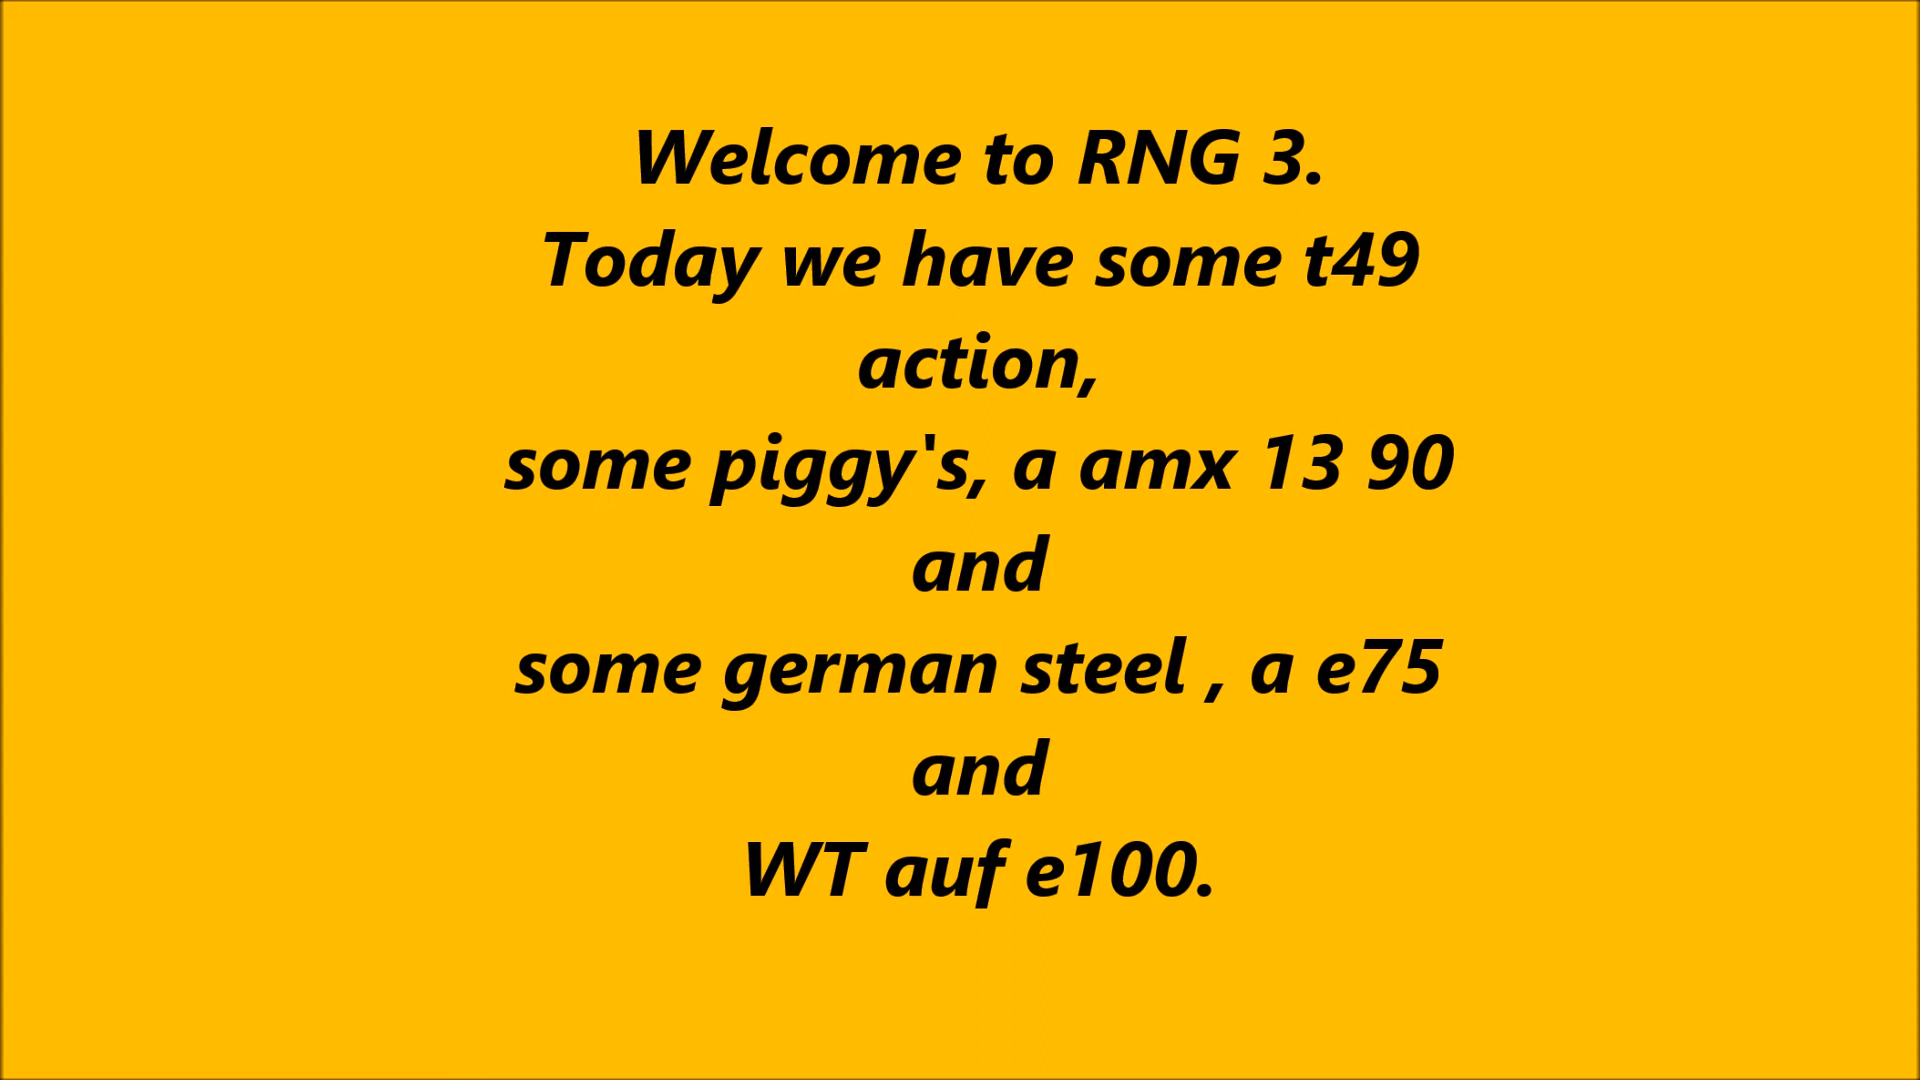 Welcome to RNG 3.
Today we have some t49
action,
some piggy's, a amx 13 90
and
some german steel , a e75
and
WT auf e100.